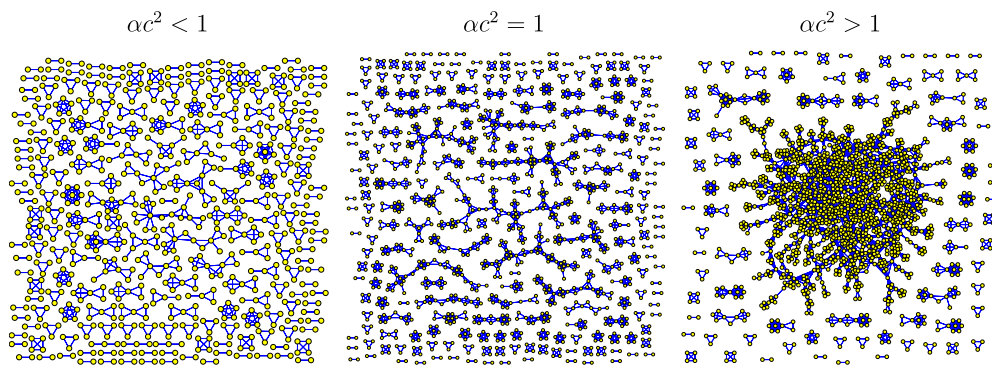 αc² < 1
αc² = 1
αc² > 1